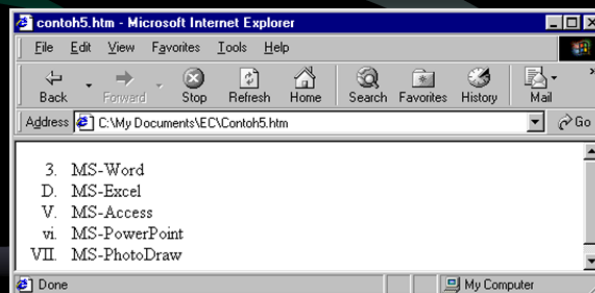 contoh5.htm - Microsoft Internet Explorer
File Edit View Favorites Tools Help
Back Forward Stop Refresh Home Search Favorites History Mail »
Address C:\My Documents\EC\Contoh5.htm Go
3. MS-Word
D. MS-Excel
V. MS-Access
vi. MS-PowerPoint
VII. MS-PhotoDraw
Done My Computer